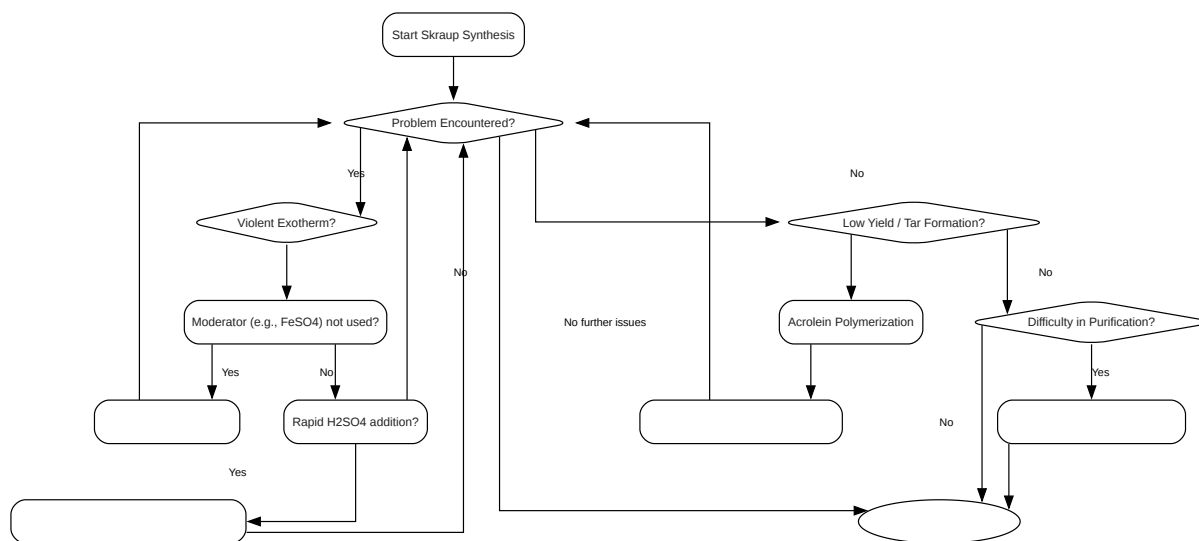 Start Skraup Synthesis
Problem Encountered?
Yes
No
Violent Exotherm?
Low Yield / Tar Formation?
No
No
Moderator (e.g., FeSO4) not used?
No further issues
Acrolein Polymerization
Difficulty in Purification?
Yes
No
Yes
Rapid H2SO4 addition?
No
Yes